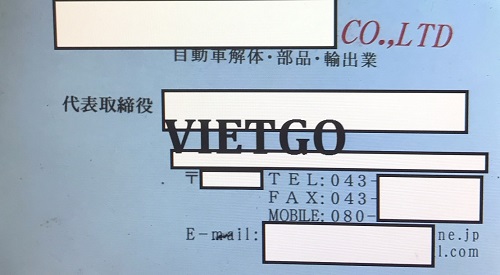 CO.,LTD
自動車解体・部品・輸出業
代表取締役
VIETGO
〒 TEL:043-
FAX:043-
MOBILE:080-
E-mail: ne.jp
l.com